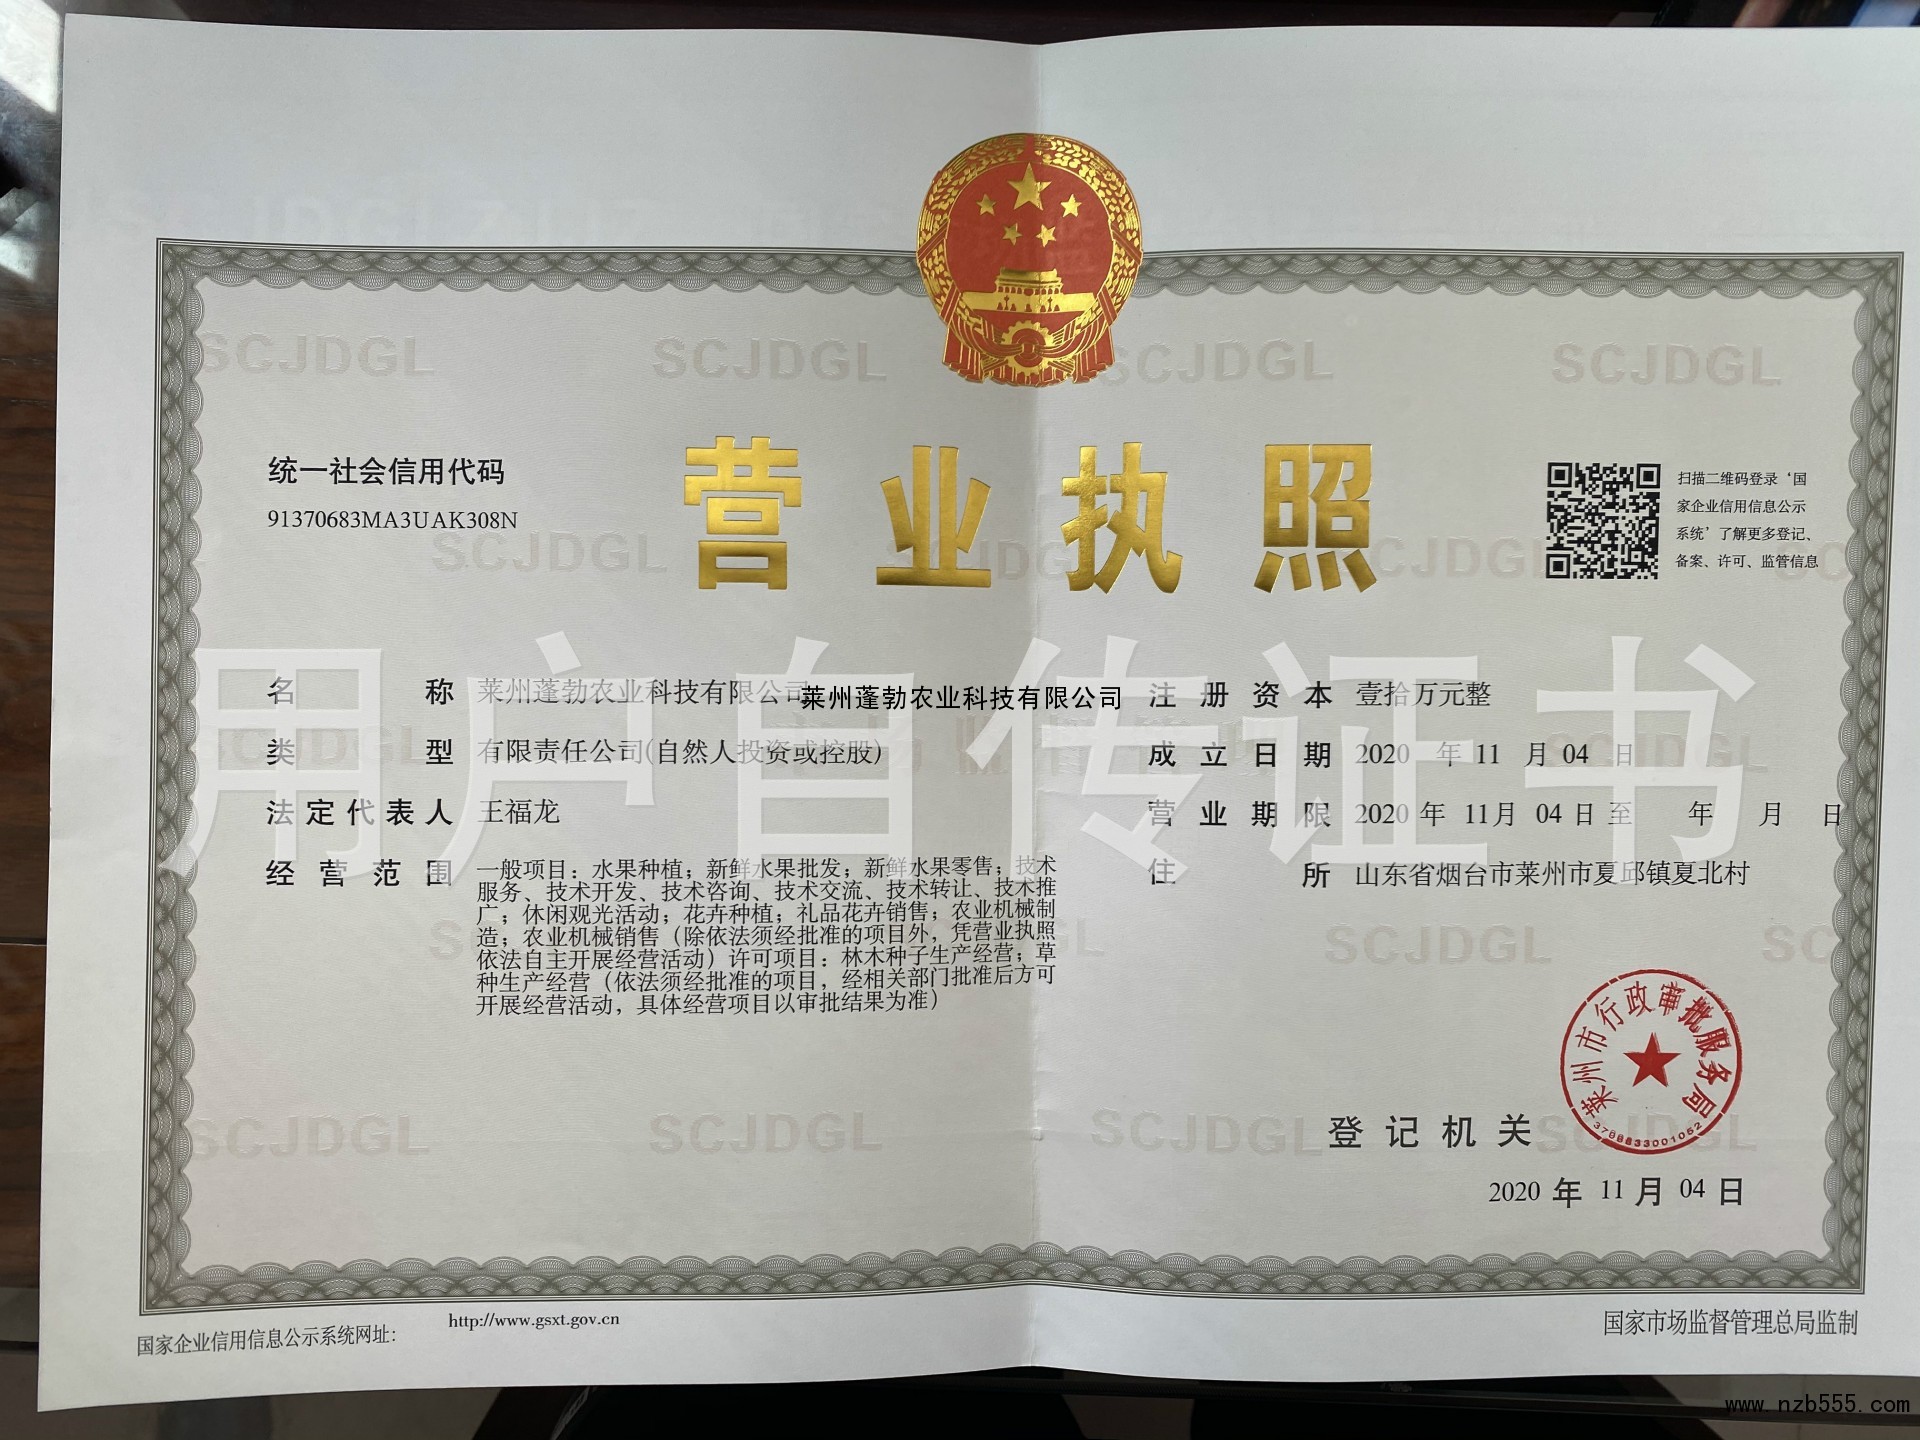 SCJDGL SCJDGL SCJDGL SCJDGL
营业执照
统一社会信用代码
91370683MA3UAK308N
扫描二维码登录‘国
家企业信用信息公示
系统’了解更多登记、
备案、许可、监管信息
SCJDGL
用户自传证书
名称 莱州蓬勃农业科技有限公司
莱州蓬勃农业科技有限公司
类型 有限责任公司(自然人投资或控股)
法定代表人 王福龙
经营范围 一般项目：水果种植；新鲜水果批发；新鲜水果零售；技术
服务、技术开发、技术咨询、技术交流、技术转让、技术推
广；休闲观光活动；花卉种植；礼品花卉销售；农业机械制
造；农业机械销售（除依法须经批准的项目外，凭营业执照
依法自主开展经营活动）许可项目：林木种子生产经营；草
种生产经营（依法须经批准的项目，经相关部门批准后方可
开展经营活动，具体经营项目以审批结果为准）
注册资本 壹拾万元整
成立日期 2020 年 11 月 04 日
营业期限 2020 年 11月 04 日 至 年 月 日
住所 山东省烟台市莱州市夏邱镇夏北村
SCJDGL
SCJDGL SCJDGL SCJDGL
莱州市行政审批服务局
登记机关
2020 年 11 月 04 日
国家企业信用信息公示系统网址：
http://www.gsxt.gov.cn
国家市场监督管理总局监制
www.nzb555.com